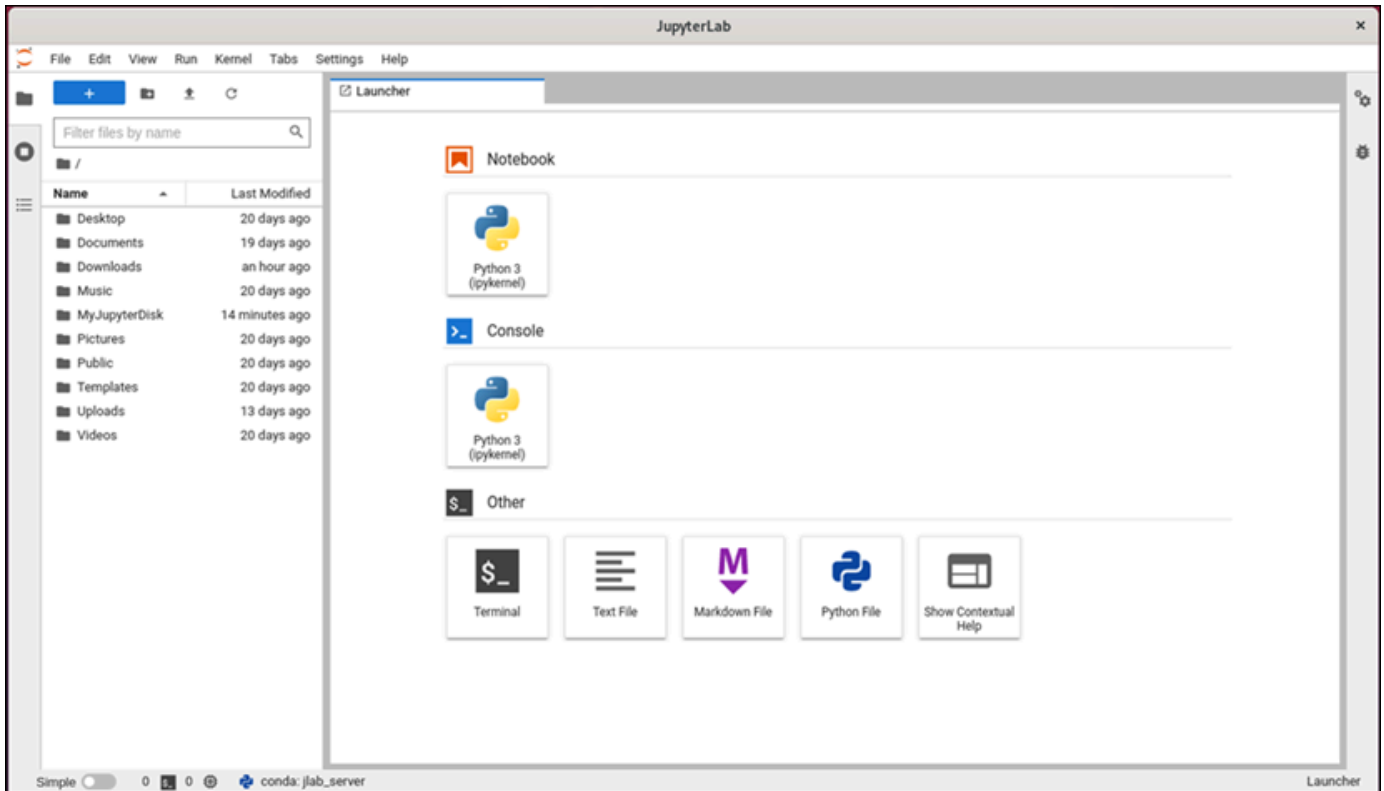 JupyterLab
File Edit View Run Kernel Tabs Settings Help
+
Filter files by name
/
Name Last Modified
Desktop 20 days ago
Documents 19 days ago
Downloads an hour ago
Music 20 days ago
MyJupyterDisk 14 minutes ago
Pictures 20 days ago
Public 20 days ago
Templates 20 days ago
Uploads 13 days ago
Videos 20 days ago
Launcher
Notebook
Python 3
(ipykernel)
>_ Console
Python 3
(ipykernel)
$_ Other
$_
Terminal
Text File
M
Markdown File
Python File
Show Contextual
Help
Simple 0 $_ 0 conda: jlab_server Launcher